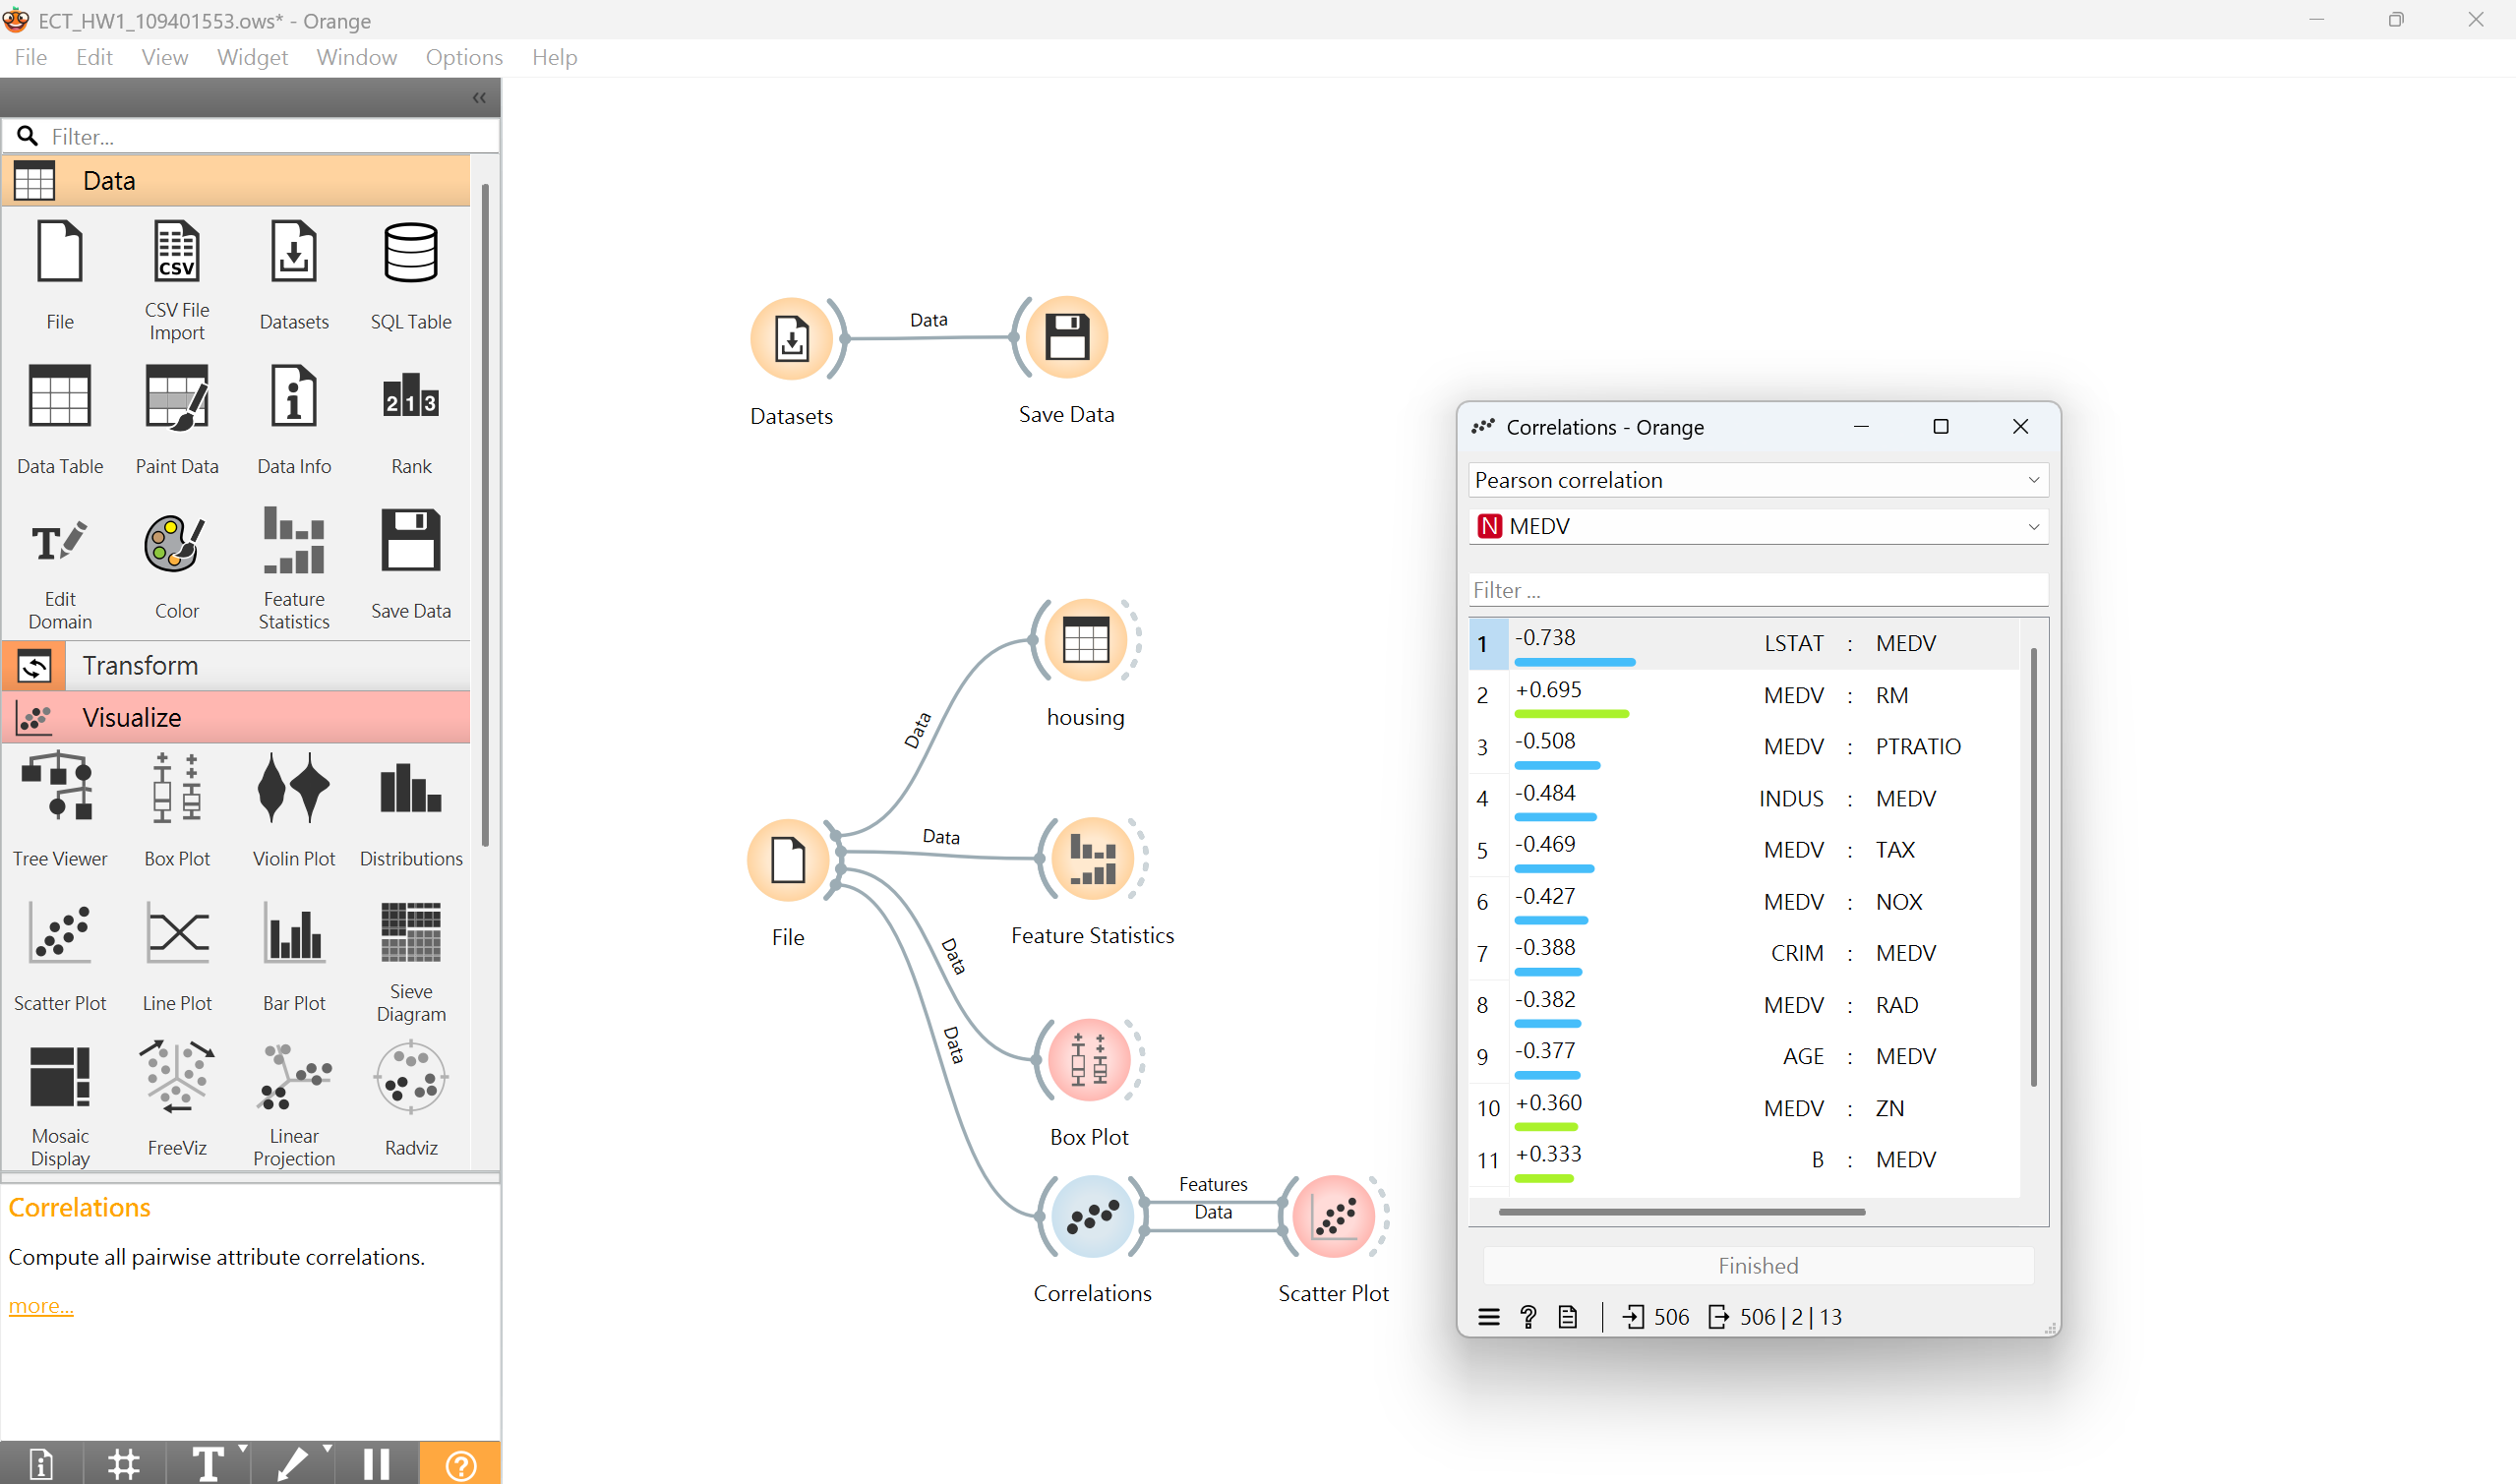 ECT_HW1_109401553.ows* - Orange
File Edit View Widget Window Options Help
Filter...
Data
File
CSV File
Import
Datasets
SQL Table
CSV
Data Table
Paint Data
Data Info
Rank
2 1 3
Edit
Domain
Color
Feature
Statistics
Save Data
Transform
Visualize
Tree Viewer
Box Plot
Violin Plot
Distributions
Scatter Plot
Line Plot
Bar Plot
Sieve
Diagram
Mosaic
Display
FreeViz
Linear
Projection
Radviz
Correlations
Compute all pairwise attribute correlations.
more...
Data
Datasets
Save Data
Data
housing
Data
File
Feature Statistics
Data
Box Plot
Data
Features
Data
Correlations
Scatter Plot
Correlations - Orange
Pearson correlation
N MEDV
Filter ...
1 -0.738 LSTAT : MEDV
2 +0.695 MEDV : RM
3 -0.508 MEDV : PTRATIO
4 -0.484 INDUS : MEDV
5 -0.469 MEDV : TAX
6 -0.427 MEDV : NOX
7 -0.388 CRIM : MEDV
8 -0.382 MEDV : RAD
9 -0.377 AGE : MEDV
10 +0.360 MEDV : ZN
11 +0.333 B : MEDV
Finished
? 506 506 | 2 | 13